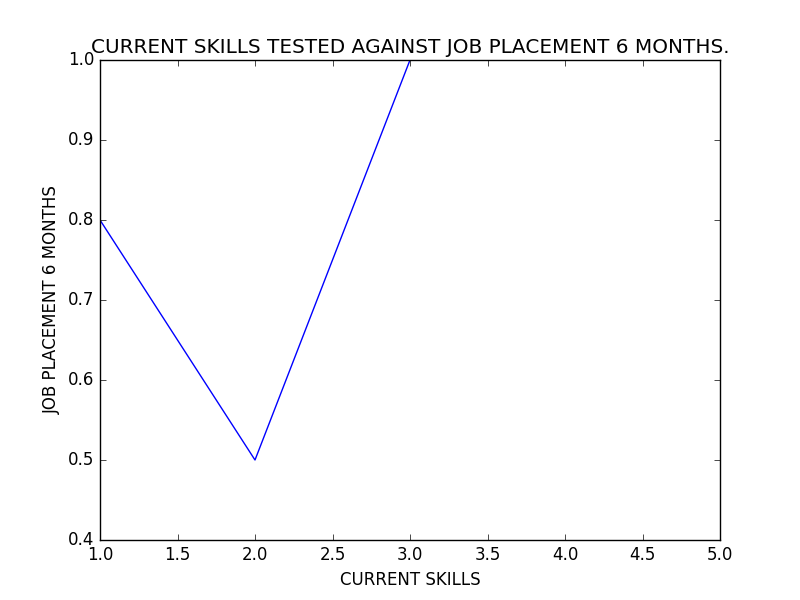 CURRENT SKILLS TESTED AGAINST JOB PLACEMENT 6 MONTHS.
1.0
0.9
0.8
0.7
0.6
0.5
0.4
JOB PLACEMENT 6 MONTHS
1.0 1.5 2.0 2.5 3.0 3.5 4.0 4.5 5.0
CURRENT SKILLS